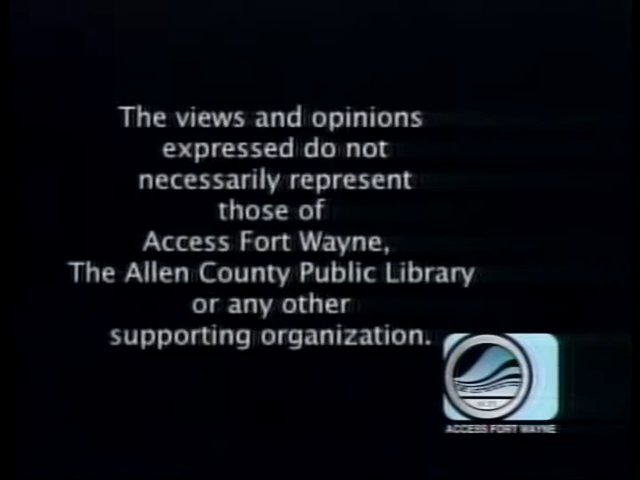 The views and opinions
expressed do not
necessarily represent
those of
Access Fort Wayne,
The Allen County Public Library
or any other
supporting organization.
ACCESS FORT WAYNE